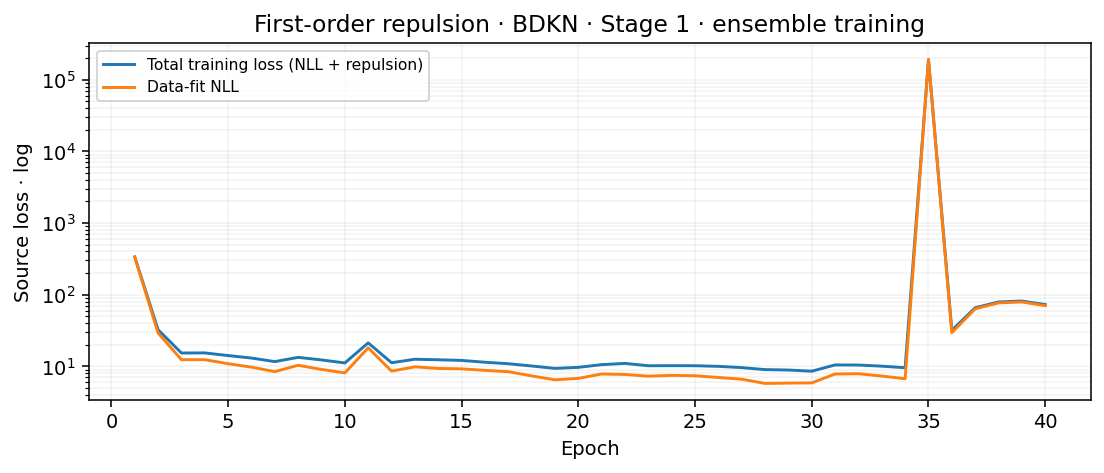 First-order repulsion · BDKN · Stage 1 · ensemble training
Total training loss (NLL + repulsion)
Data-fit NLL
Source loss · log
10^5
10^4
10^3
10^2
10^1
0 5 10 15 20 25 30 35 40
Epoch